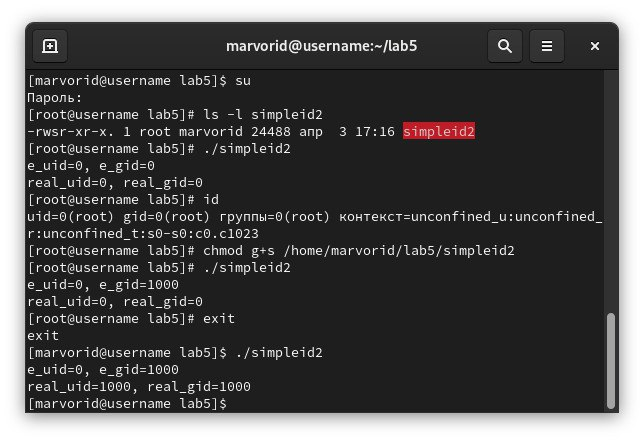 marvorid@username:~/lab5
[marvorid@username lab5]$ su
Пароль:
[root@username lab5]# ls -l simpleid2
-rwsr-xr-x. 1 root marvorid 24488 апр  3 17:16 simpleid2
[root@username lab5]# ./simpleid2
e_uid=0, e_gid=0
real_uid=0, real_gid=0
[root@username lab5]# id
uid=0(root) gid=0(root) группы=0(root) контекст=unconfined_u:unconfined_
r:unconfined_t:s0-s0:c0.c1023
[root@username lab5]# chmod g+s /home/marvorid/lab5/simpleid2
[root@username lab5]# ./simpleid2
e_uid=0, e_gid=1000
real_uid=0, real_gid=0
[root@username lab5]# exit
exit
[marvorid@username lab5]$ ./simpleid2
e_uid=0, e_gid=1000
real_uid=1000, real_gid=1000
[marvorid@username lab5]$